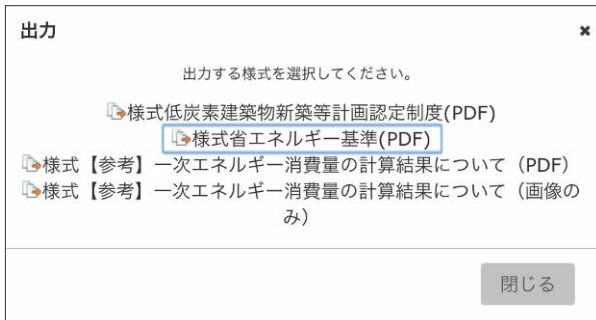 出力
出力する様式を選択してください。
様式低炭素建築物新築等計画認定制度(PDF)
様式省エネルギー基準(PDF)
様式【参考】一次エネルギー消費量の計算結果について（PDF）
様式【参考】一次エネルギー消費量の計算結果について（画像の
み）
閉じる